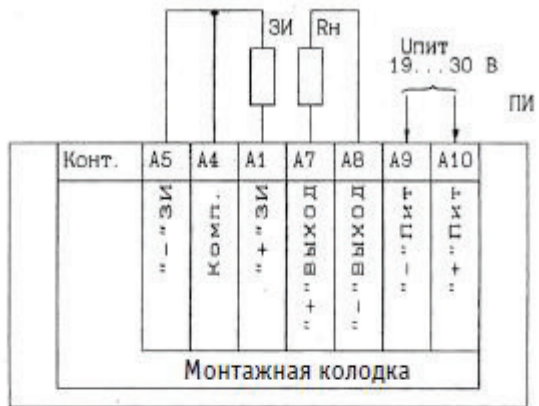 ЗИ Rн
Uпит
19...30 В
ПИ
Конт. А5 А4 А1 А7 А8 А9 А10
"–"ЗИ
Комп.
"+"ЗИ
"+"ВЫХОД
"–"ВЫХОД
"–"Пит
"+"Пит
Монтажная колодка